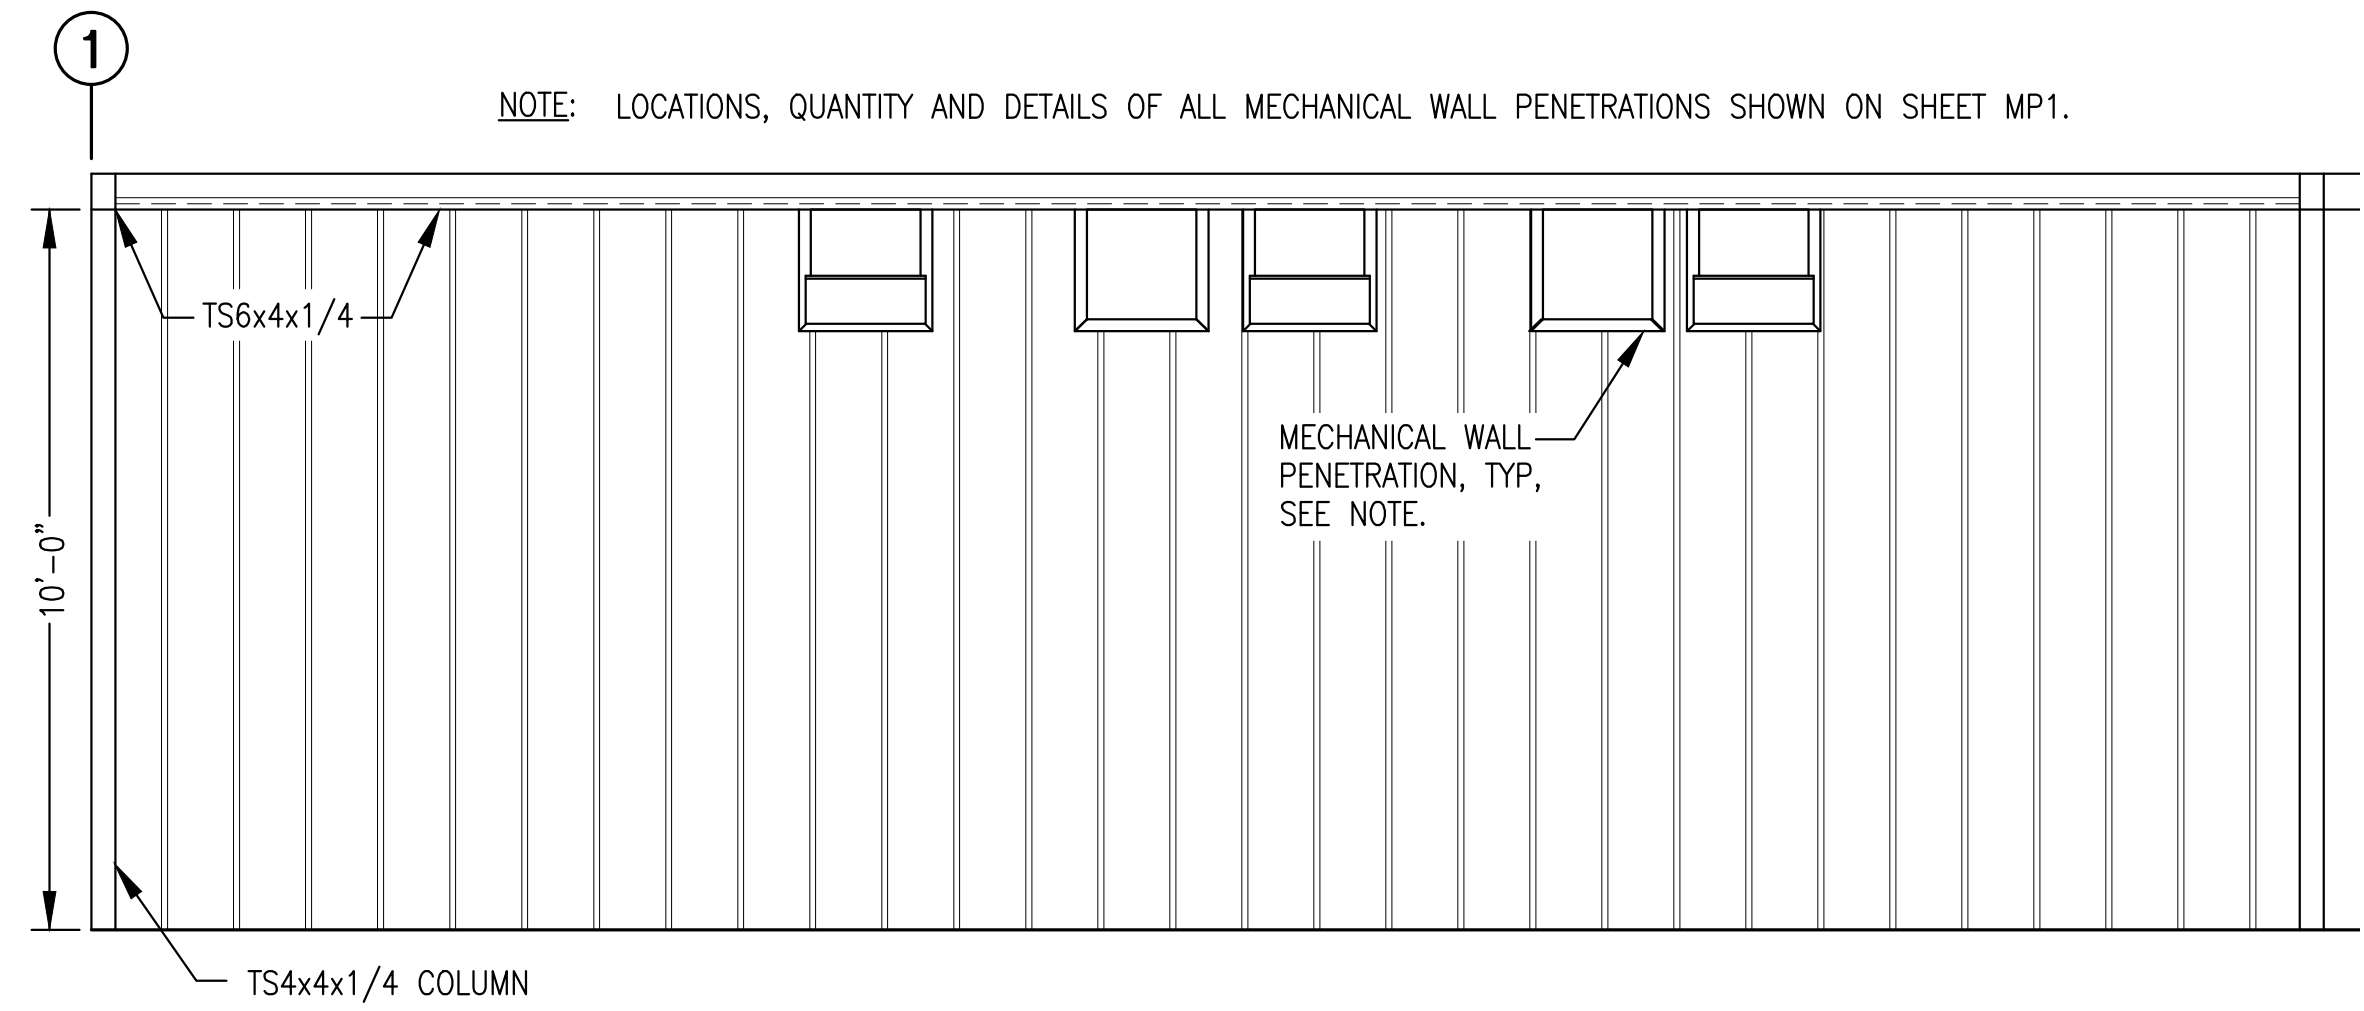 1
NOTE: LOCATIONS, QUANTITY AND DETAILS OF ALL MECHANICAL WALL PENETRATIONS SHOWN ON SHEET MP1.
TS6x4x1/4
MECHANICAL WALL
PENETRATION, TYP,
SEE NOTE.
10'-0"
TS4x4x1/4 COLUMN